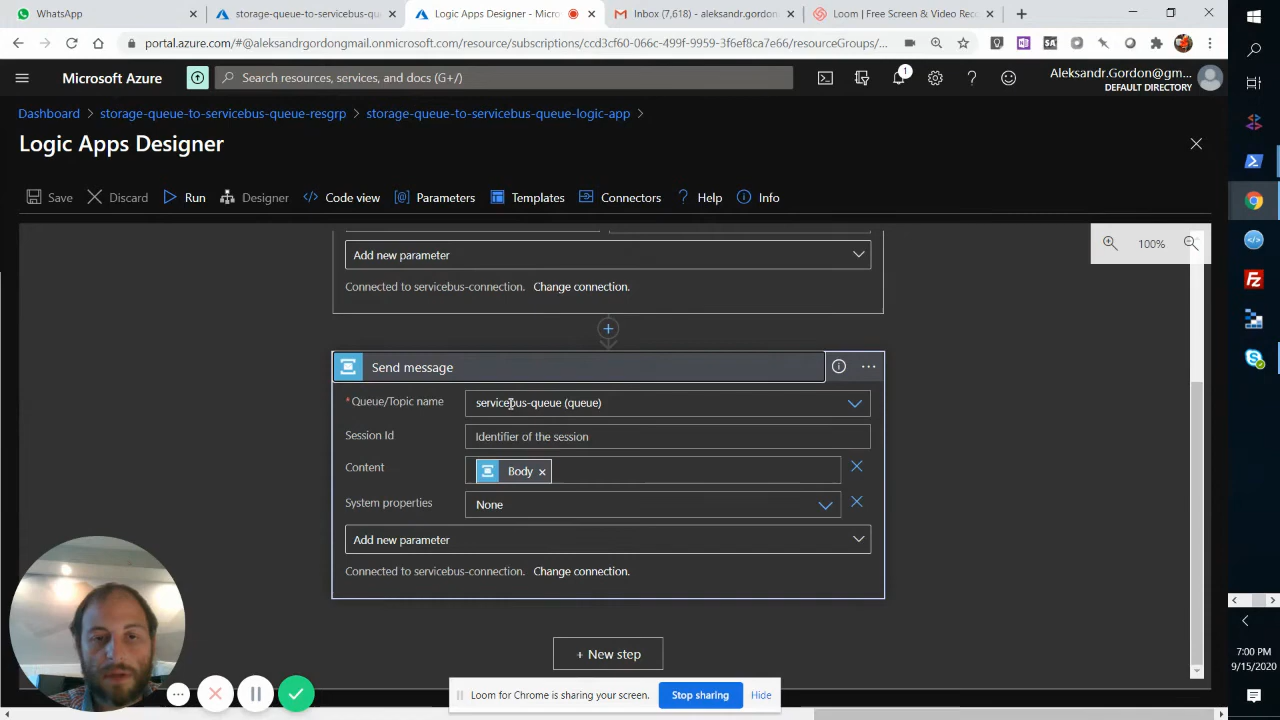 WhatsApp
storage-queue-to-servicebus-qu
Logic Apps Designer - Micro
Inbox (7,618) - aleksandr.gordon
Loom | Free Screen & Video Rec
portal.azure.com/#@aleksandrgordongmail.onmicrosoft.com/resource/subscriptions/ccd3cf60-066c-499f-9959-3f6ef8c7e66/resourceGroups/...
Microsoft Azure
Search resources, services, and docs (G+/)
1
Aleksandr.Gordon@gm...
DEFAULT DIRECTORY
Dashboard > storage-queue-to-servicebus-queue-resgrp > storage-queue-to-servicebus-queue-logic-app >
Logic Apps Designer
Save
Discard
Run
Designer
Code view
Parameters
Templates
Connectors
Help
Info
100%
Add new parameter
Connected to servicebus-connection. Change connection.
Send message
* Queue/Topic name
servicebus-queue (queue)
Session Id
Identifier of the session
Content
Body ×
System properties
None
Add new parameter
Connected to servicebus-connection. Change connection.
+ New step
Loom for Chrome is sharing your screen.
Stop sharing
Hide
7:00 PM
9/15/2020